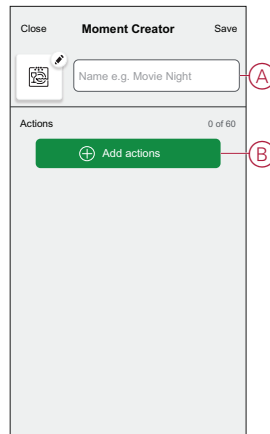 Close Moment Creator Save
Name e.g. Movie Night
A
Actions 0 of 60
Add actions
B